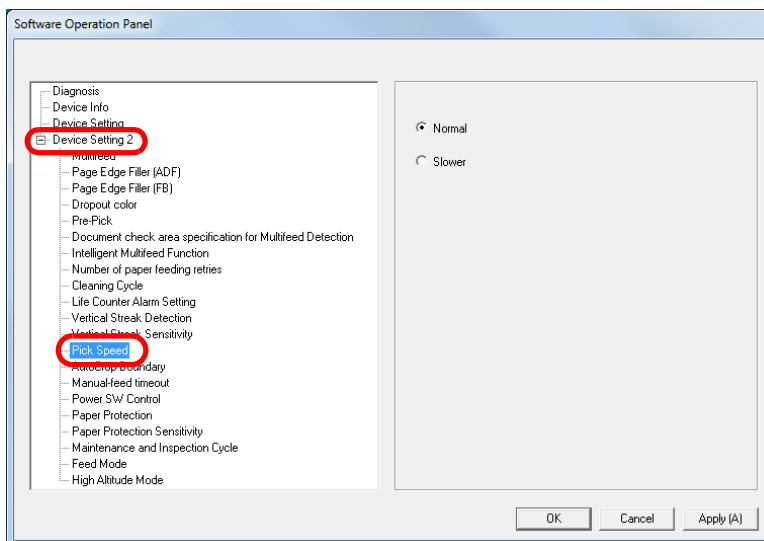 Software Operation Panel
Diagnosis
Device Info
Device Setting
Device Setting 2
Multifeed
Page Edge Filler (ADF)
Page Edge Filler (FB)
Dropout color
Pre-Pick
Document check area specification for Multifeed Detection
Intelligent Multifeed Function
Number of paper feeding retries
Cleaning Cycle
Life Counter Alarm Setting
Vertical Streak Detection
Vertical Streak Sensitivity
Pick Speed
AutoCrop Boundary
Manual-feed timeout
Power SW Control
Paper Protection
Paper Protection Sensitivity
Maintenance and Inspection Cycle
Feed Mode
High Altitude Mode
Normal
Slower
OK Cancel Apply (A)